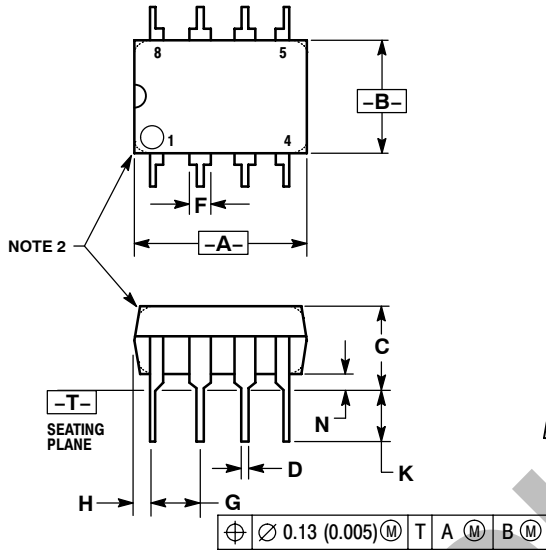 8 5
–B–
1 4
F
NOTE 2
–A–
C
–T–
N
SEATING
PLANE
D
K
H G
⌖ ∅ 0.13 (0.005) Ⓜ T A Ⓜ B Ⓜ